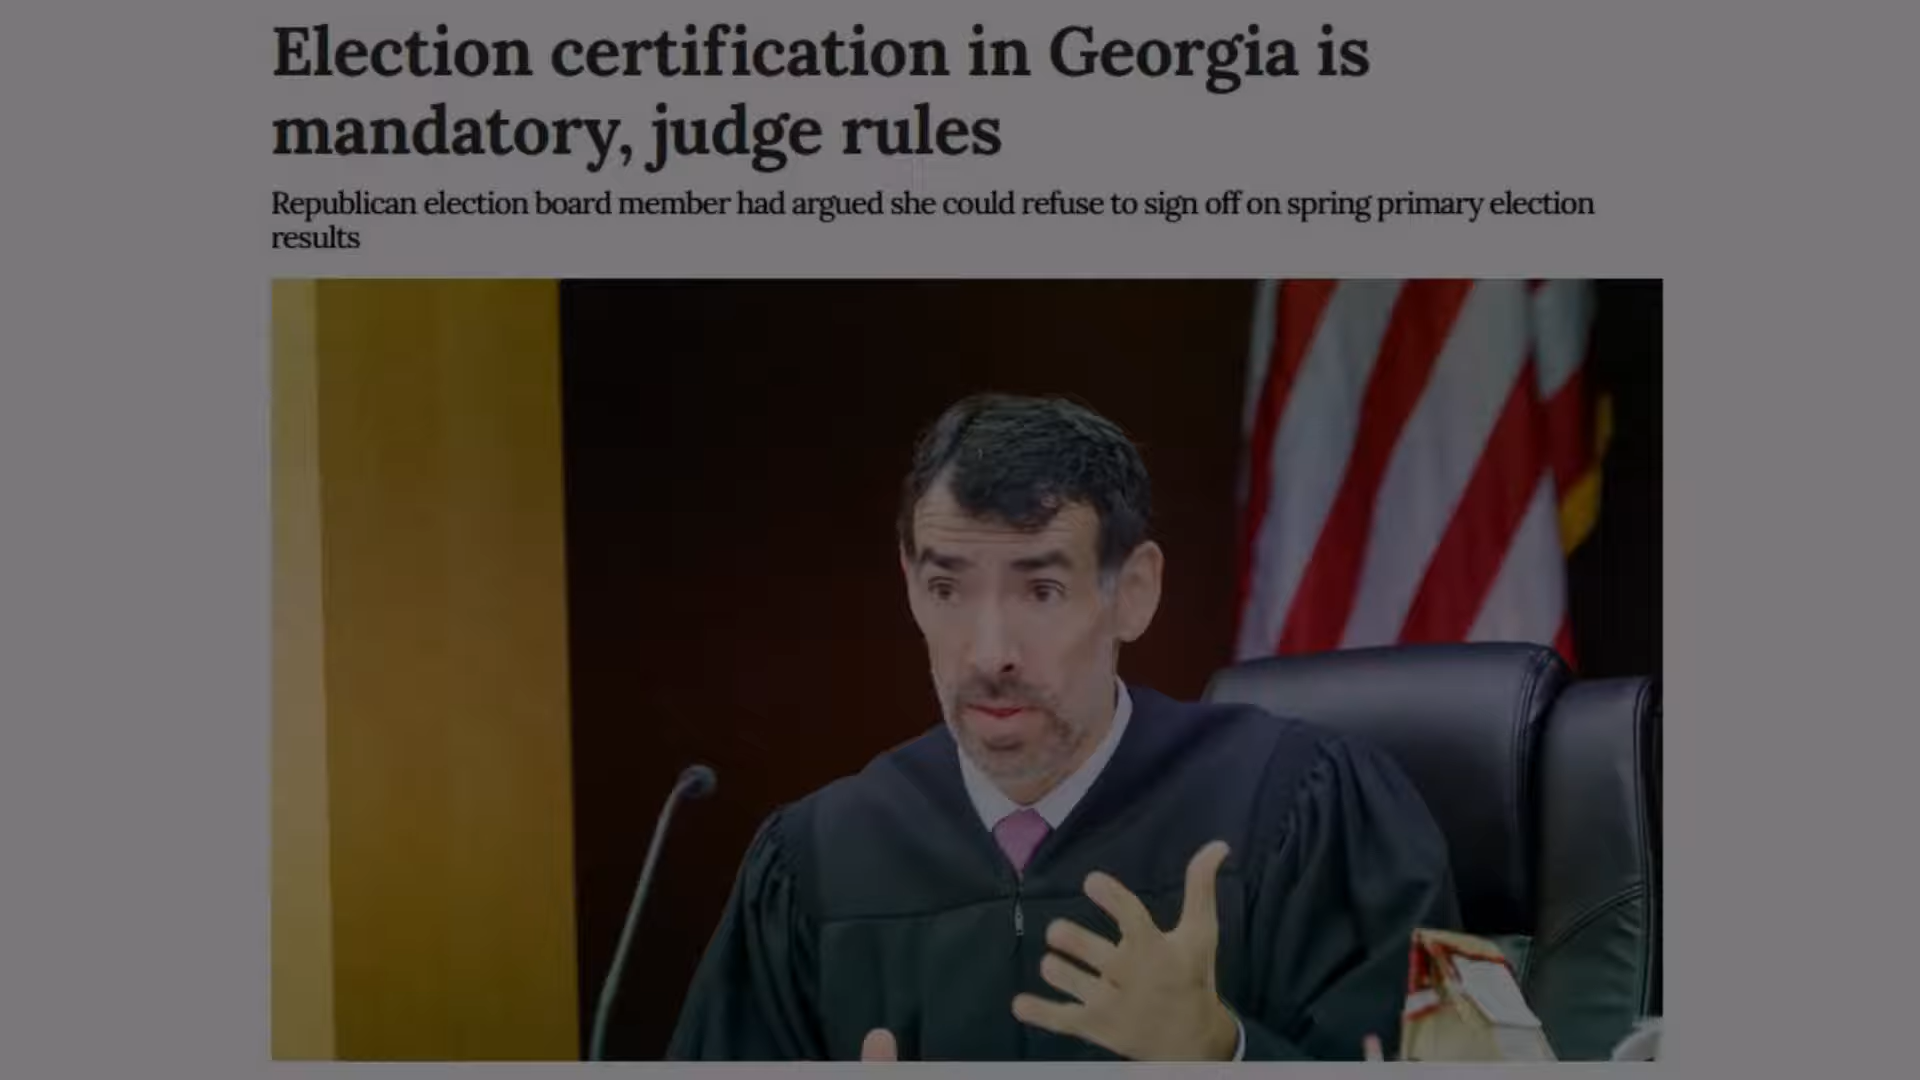 Election certification in Georgia is
mandatory, judge rules
Republican election board member had argued she could refuse to sign off on spring primary election
results